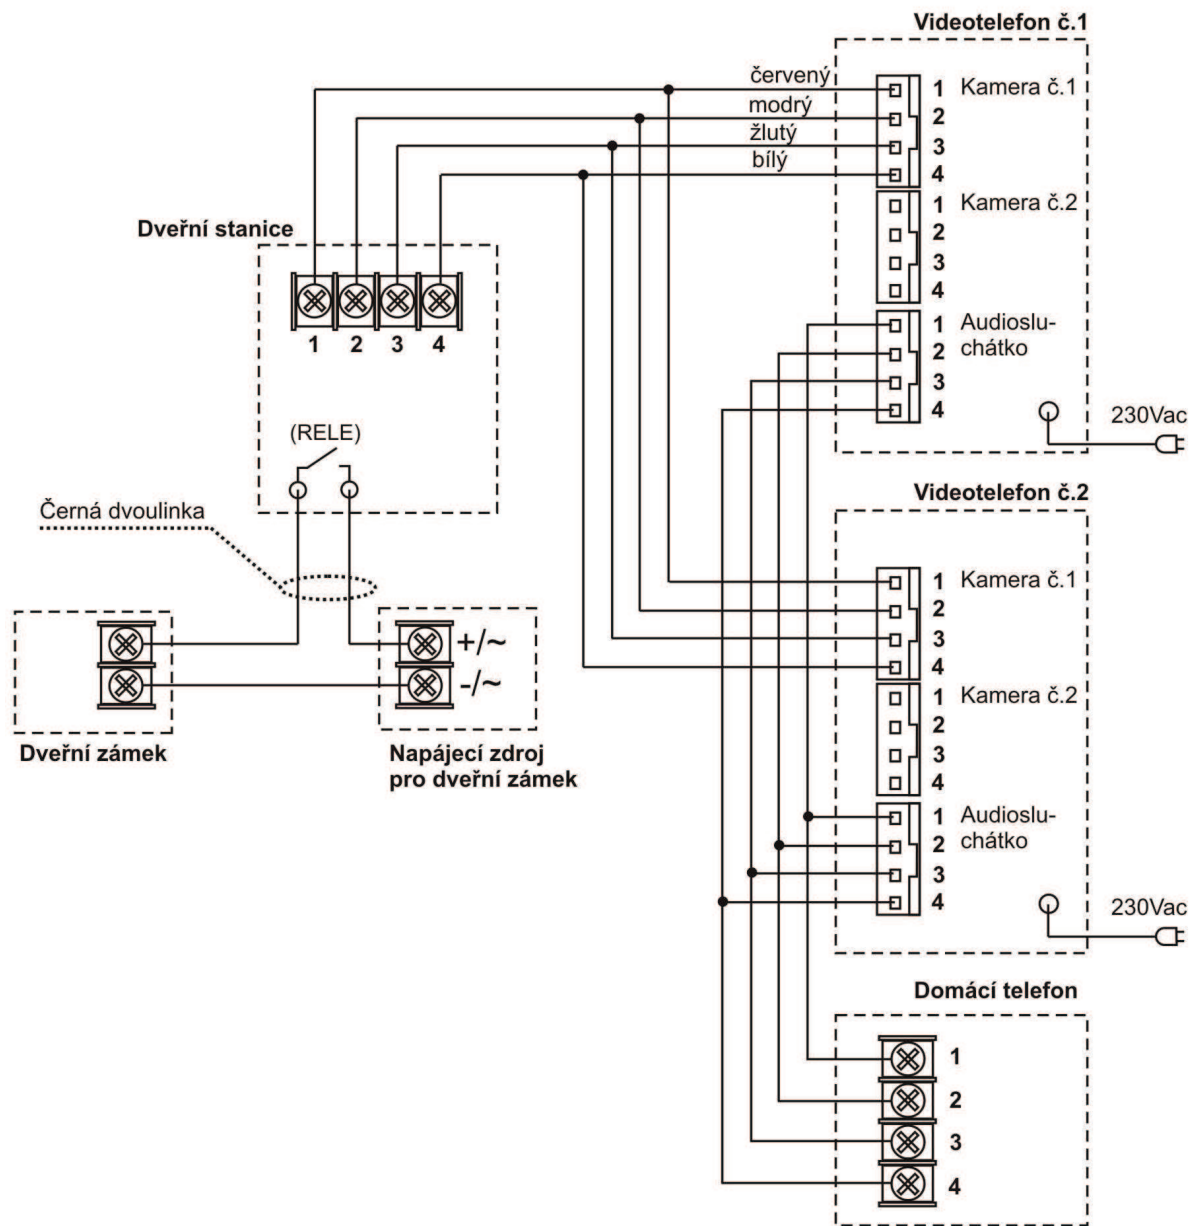 Videotelefon č.1
červený
modrý
žlutý
bílý
1 Kamera č.1
2
3
4
1 Kamera č.2
2
3
4
1 Audioslu-
2 chátko
3
4
230Vac
Dveřní stanice
1 2 3 4
(RELE)
Černá dvoulinka
+/~
-/~
Dveřní zámek
Napájecí zdroj
pro dveřní zámek
Videotelefon č.2
1 Kamera č.1
2
3
4
1 Kamera č.2
2
3
4
1 Audioslu-
2 chátko
3
4
230Vac
Domácí telefon
1
2
3
4